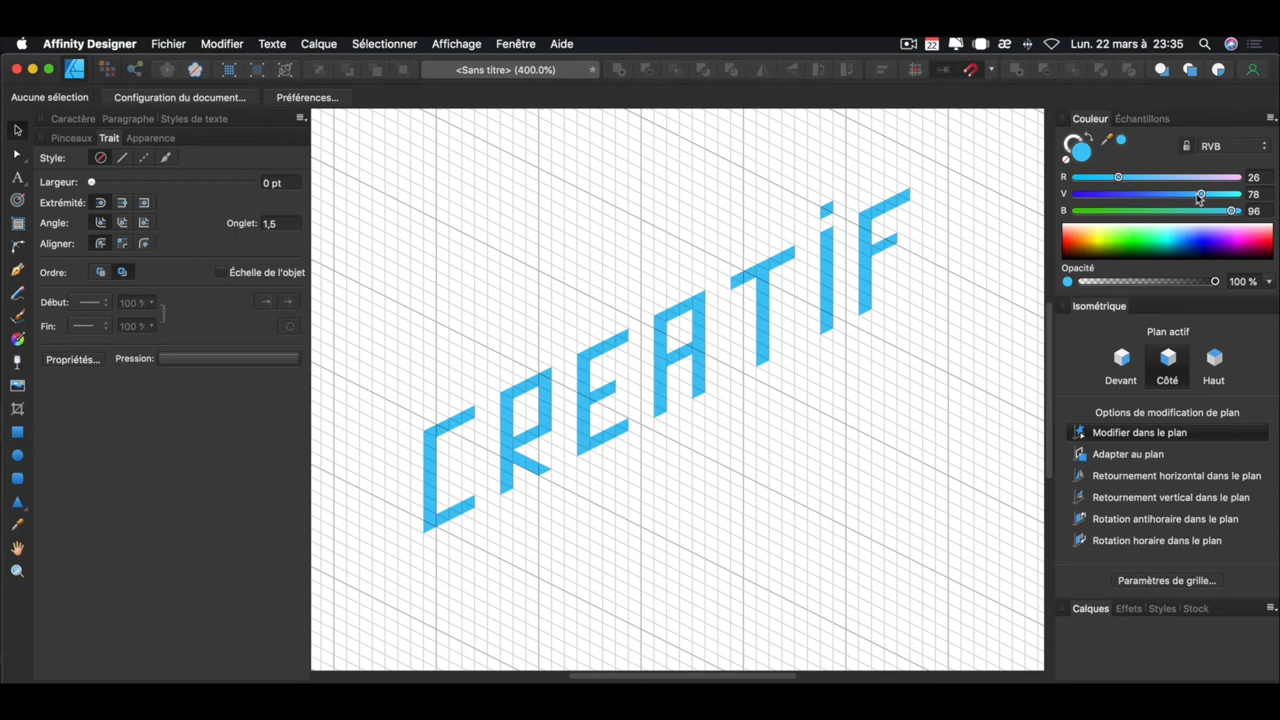 Affinity Designer Fichier Modifier Texte Calque Sélectionner Affichage Fenêtre Aide 22 Lun. 22 mars à 23:35
<Sans titre> (400.0%)
Aucune sélection Configuration du document... Préférences...
Caractère Paragraphe Styles de texte
Pinceaux Trait Apparence
Style:
Largeur: 0 pt
Extrémité:
Angle: Onglet: 1,5
Aligner:
Ordre: Échelle de l'objet
Début: 100 %
Fin: 100 %
Propriétés... Pression:
CREATIF
Couleur Échantillons
RVB
R 26
V 78
B 96
Opacité
100 %
Isométrique
Plan actif
Devant Côté Haut
Options de modification de plan
Modifier dans le plan
Adapter au plan
Retournement horizontal dans le plan
Retournement vertical dans le plan
Rotation antihoraire dans le plan
Rotation horaire dans le plan
Paramètres de grille...
Calques Effets Styles Stock